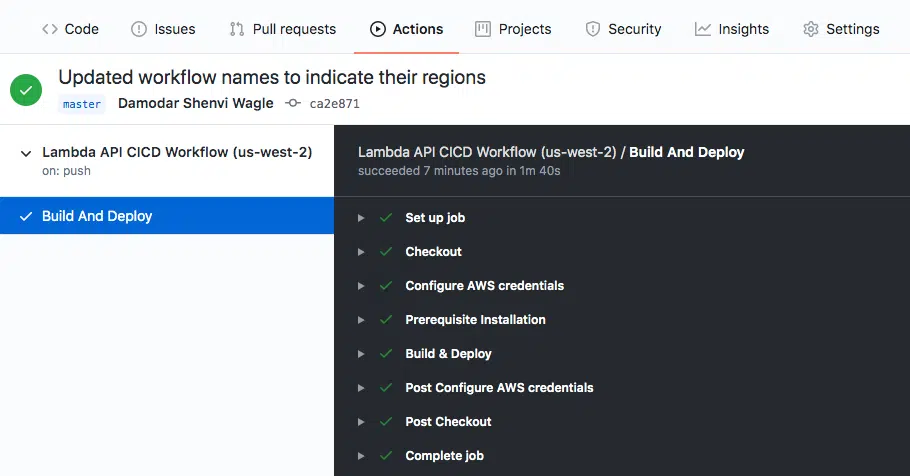 Code Issues Pull requests Actions Projects Security Insights Settings
Updated workflow names to indicate their regions
master Damodar Shenvi Wagle ca2e871
Lambda API CICD Workflow (us-west-2)
on: push
Build And Deploy
Lambda API CICD Workflow (us-west-2) / Build And Deploy
succeeded 7 minutes ago in 1m 40s
Set up job
Checkout
Configure AWS credentials
Prerequisite Installation
Build & Deploy
Post Configure AWS credentials
Post Checkout
Complete job